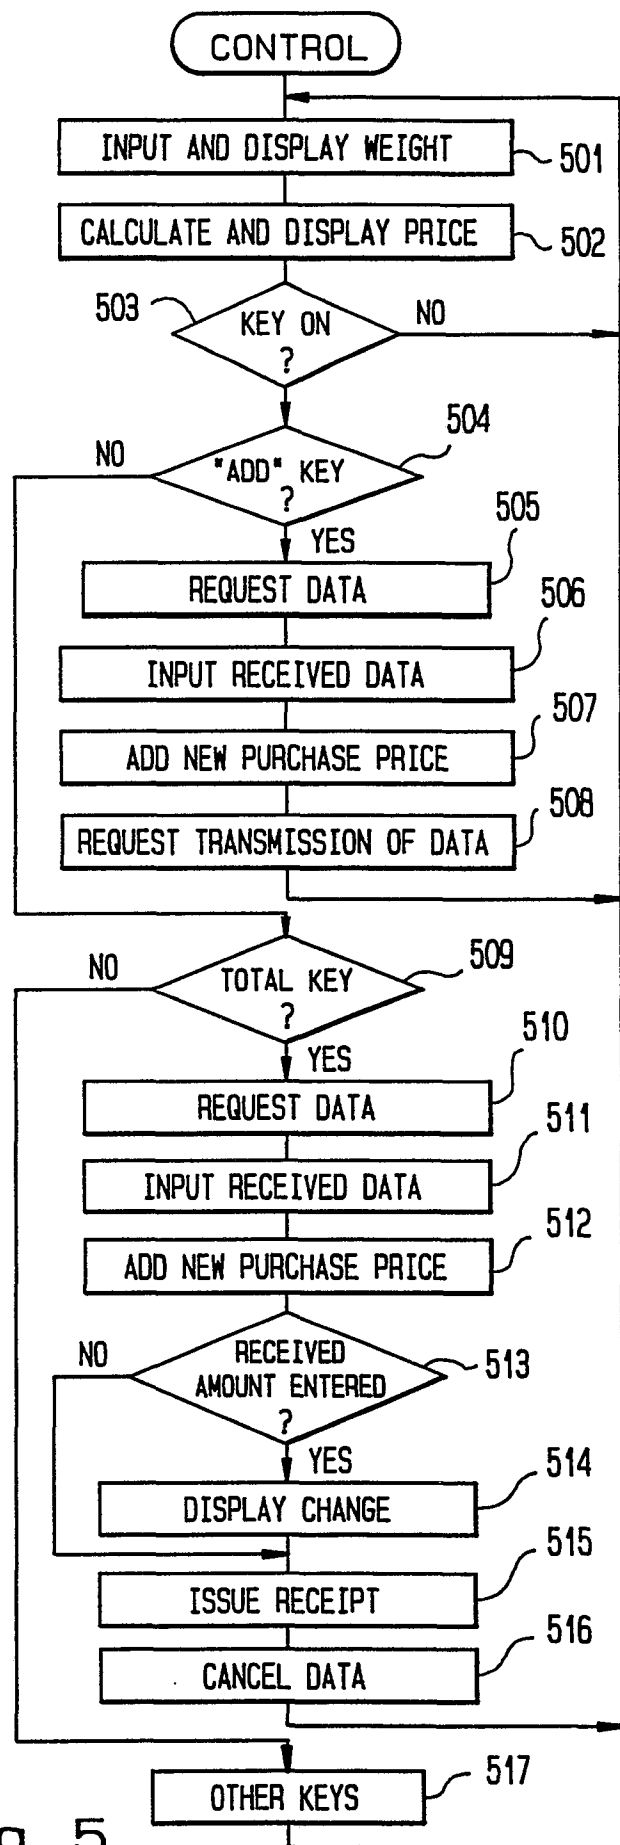 CONTROL
INPUT AND DISPLAY WEIGHT
501
CALCULATE AND DISPLAY PRICE
502
503
KEY ON
?
NO
504
NO
"ADD" KEY
?
YES
505
REQUEST DATA
506
INPUT RECEIVED DATA
507
ADD NEW PURCHASE PRICE
508
REQUEST TRANSMISSION OF DATA
509
NO
TOTAL KEY
?
YES
510
REQUEST DATA
511
INPUT RECEIVED DATA
512
ADD NEW PURCHASE PRICE
NO
RECEIVED
AMOUNT ENTERED
?
513
YES
514
DISPLAY CHANGE
515
ISSUE RECEIPT
516
CANCEL DATA
517
OTHER KEYS
5